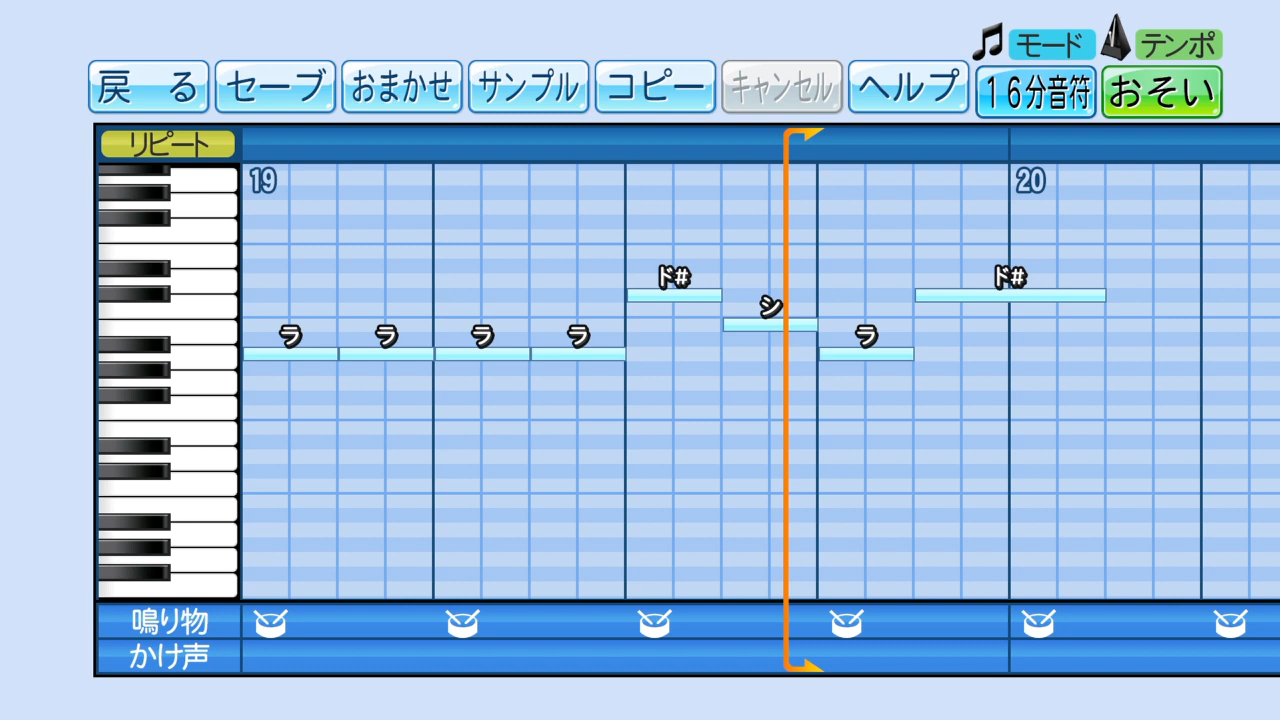 モード テンポ
戻る セーブ おまかせ サンプル コピー キャンセル ヘルプ 16分音符 おそい
リピート
19 20
ド# ド#
シ
ラ ラ ラ ラ ラ
鳴り物
かけ声